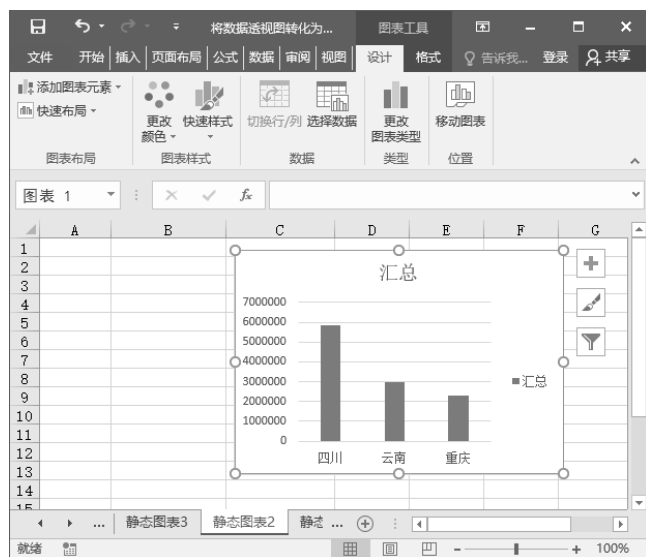 将数据透视图转化为...
图表工具
文件 开始 插入 页面布局 公式 数据 审阅 视图 设计 格式 告诉我... 登录 共享
添加图表元素
快速布局
更改颜色
快速样式
切换行/列
选择数据
更改图表类型
移动图表
图表布局 图表样式 数据 类型 位置
图表 1
fx
A B C D E F G
1
2
3
4
5
6
7
8
9
10
11
12
13
14
15
汇总
7000000
6000000
5000000
4000000
3000000
2000000
1000000
0
四川 云南 重庆
汇总
... 静态图表3 静态图表2 静态 ...
就绪
100%